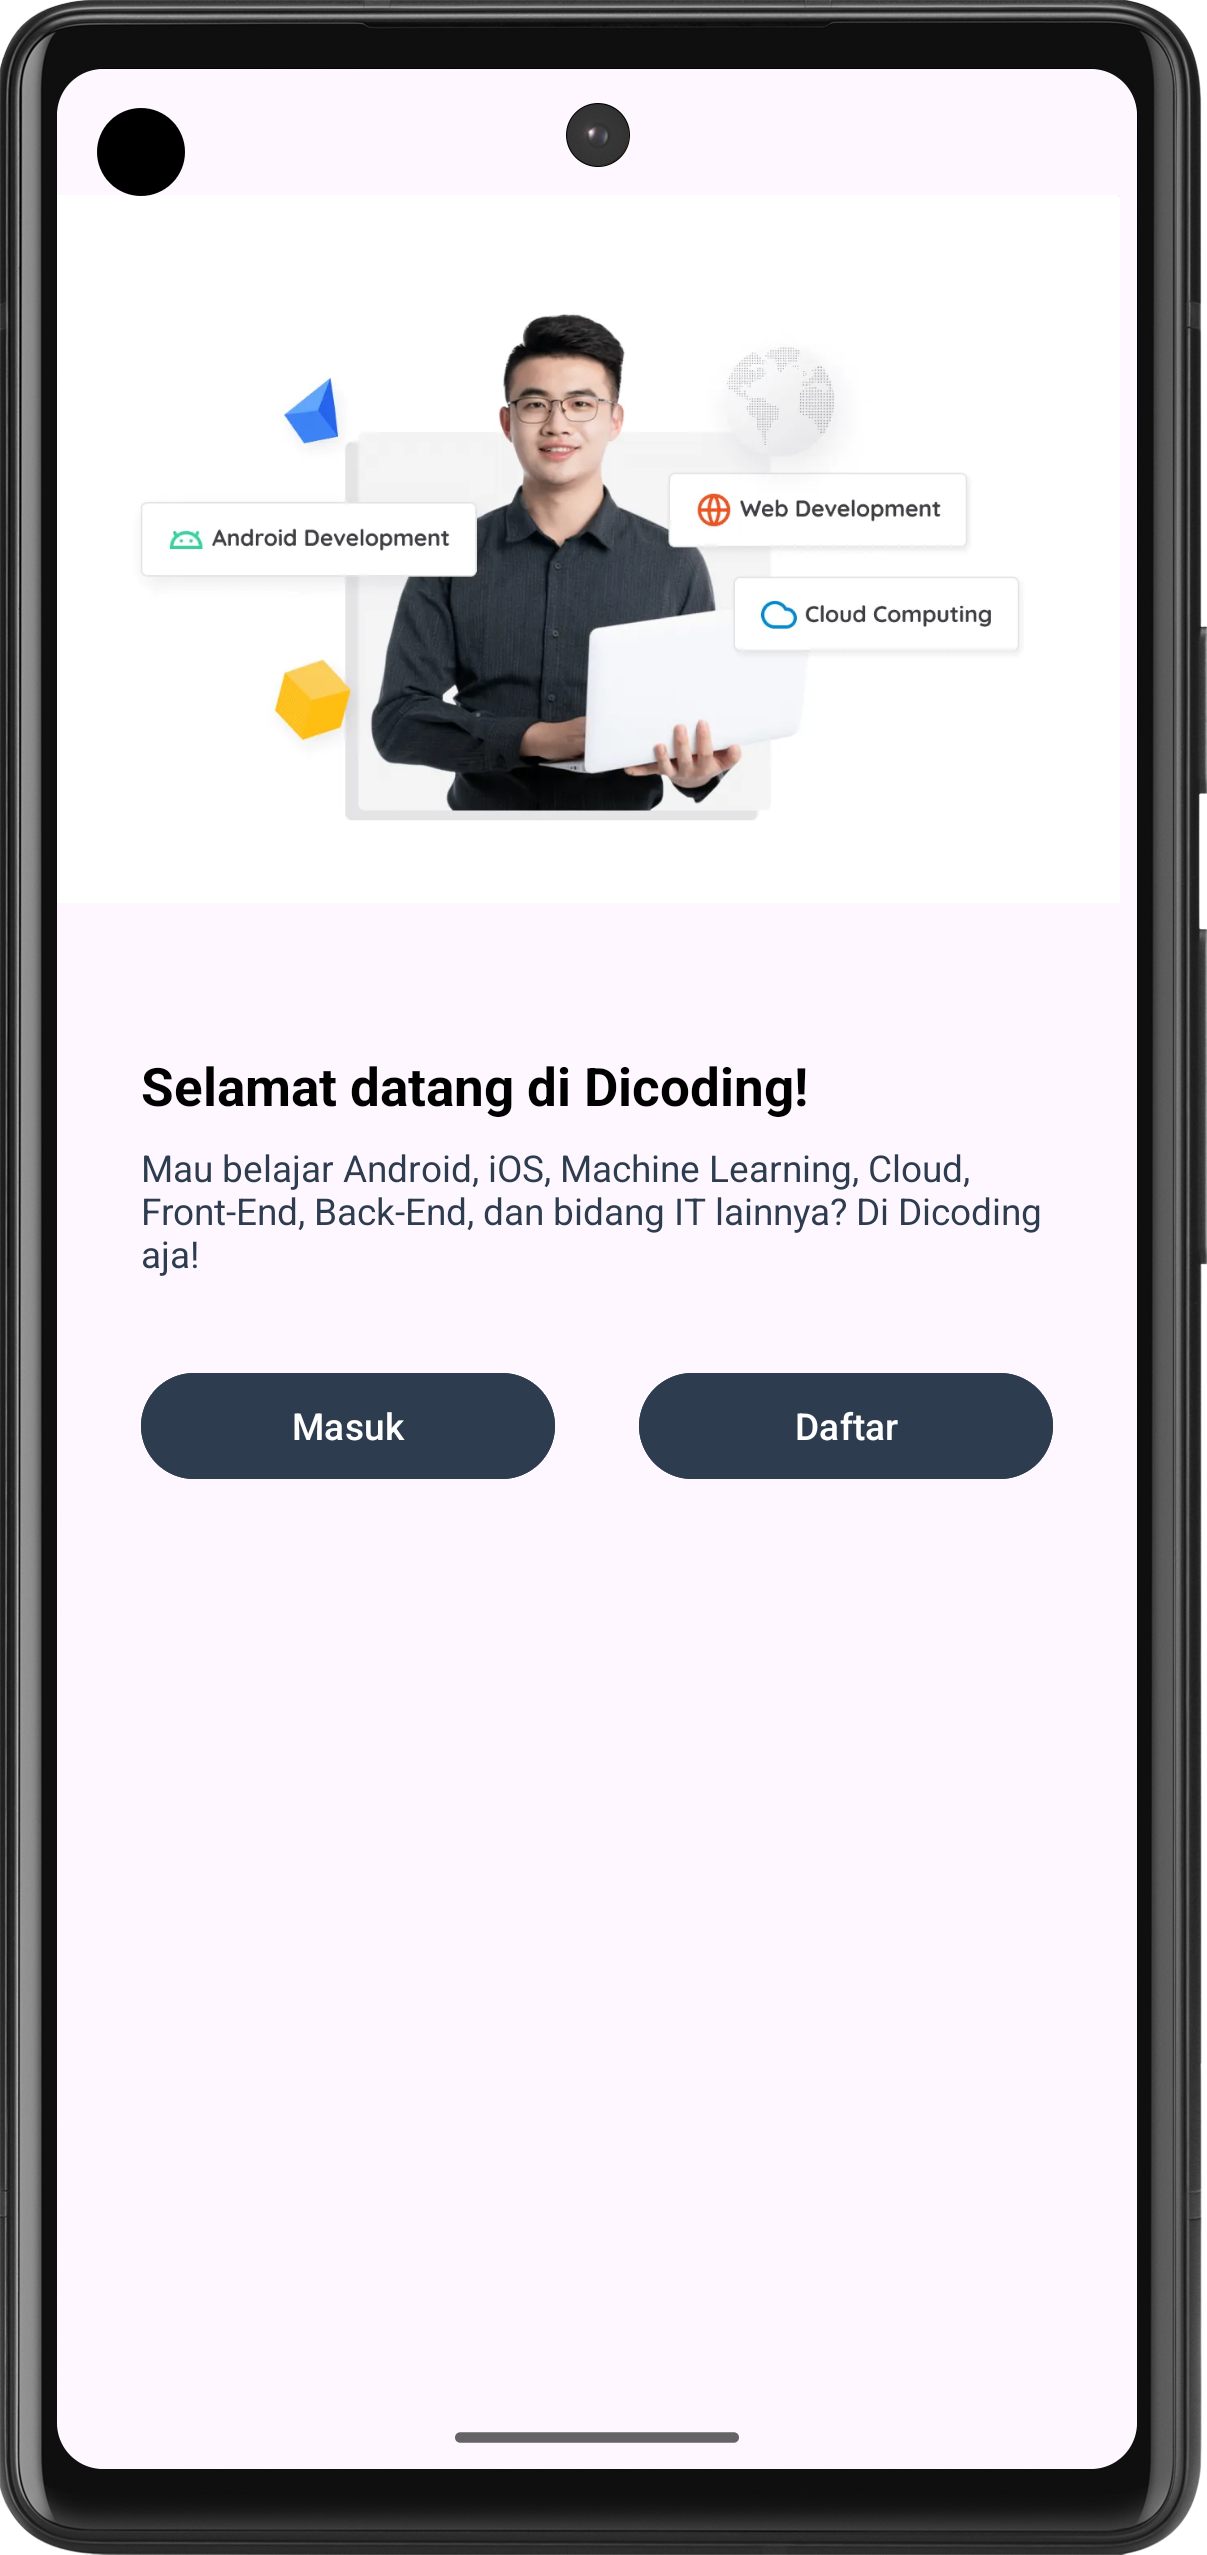 Android Development
Web Development
Cloud Computing
Selamat datang di Dicoding!
Mau belajar Android, iOS, Machine Learning, Cloud,
Front-End, Back-End, dan bidang IT lainnya? Di Dicoding
aja!
Masuk
Daftar